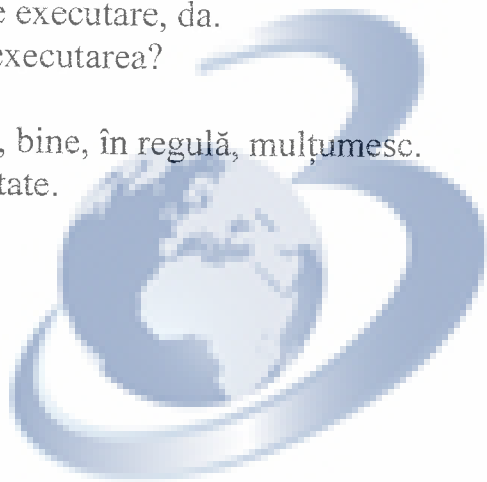 e executare, da.
executarea?
, bine, în regulă, mulțumesc.
tate.